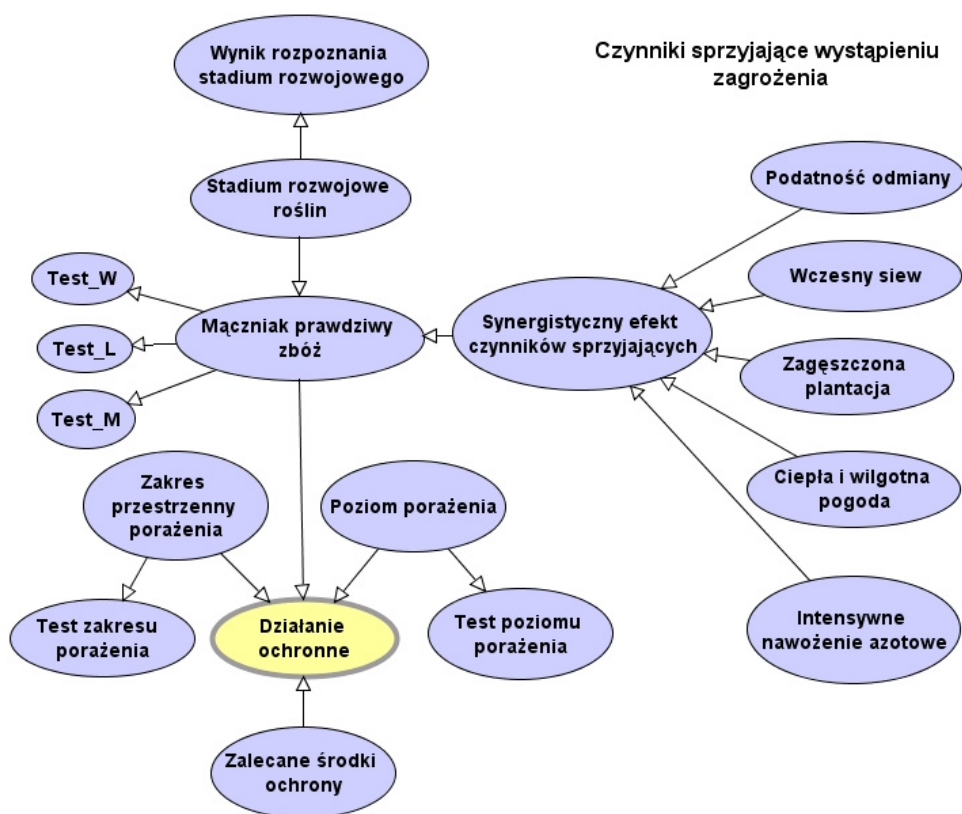 Wynik rozpoznania
stadium rozwojowego
Czynniki sprzyjające wystąpieniu
zagrożenia
Stadium rozwojowe
roślin
Podatność odmiany
Test_W
Wczesny siew
Mączniak prawdziwy
zbóż
Synergistyczny efekt
czynników sprzyjających
Test_L
Zagęszczona
plantacja
Test_M
Zakres
przestrzenny
porażenia
Poziom porażenia
Ciepła i wilgotna
pogoda
Test zakresu
porażenia
Działanie
ochronne
Test poziomu
porażenia
Intensywne
nawożenie azotowe
Zalecane środki
ochrony